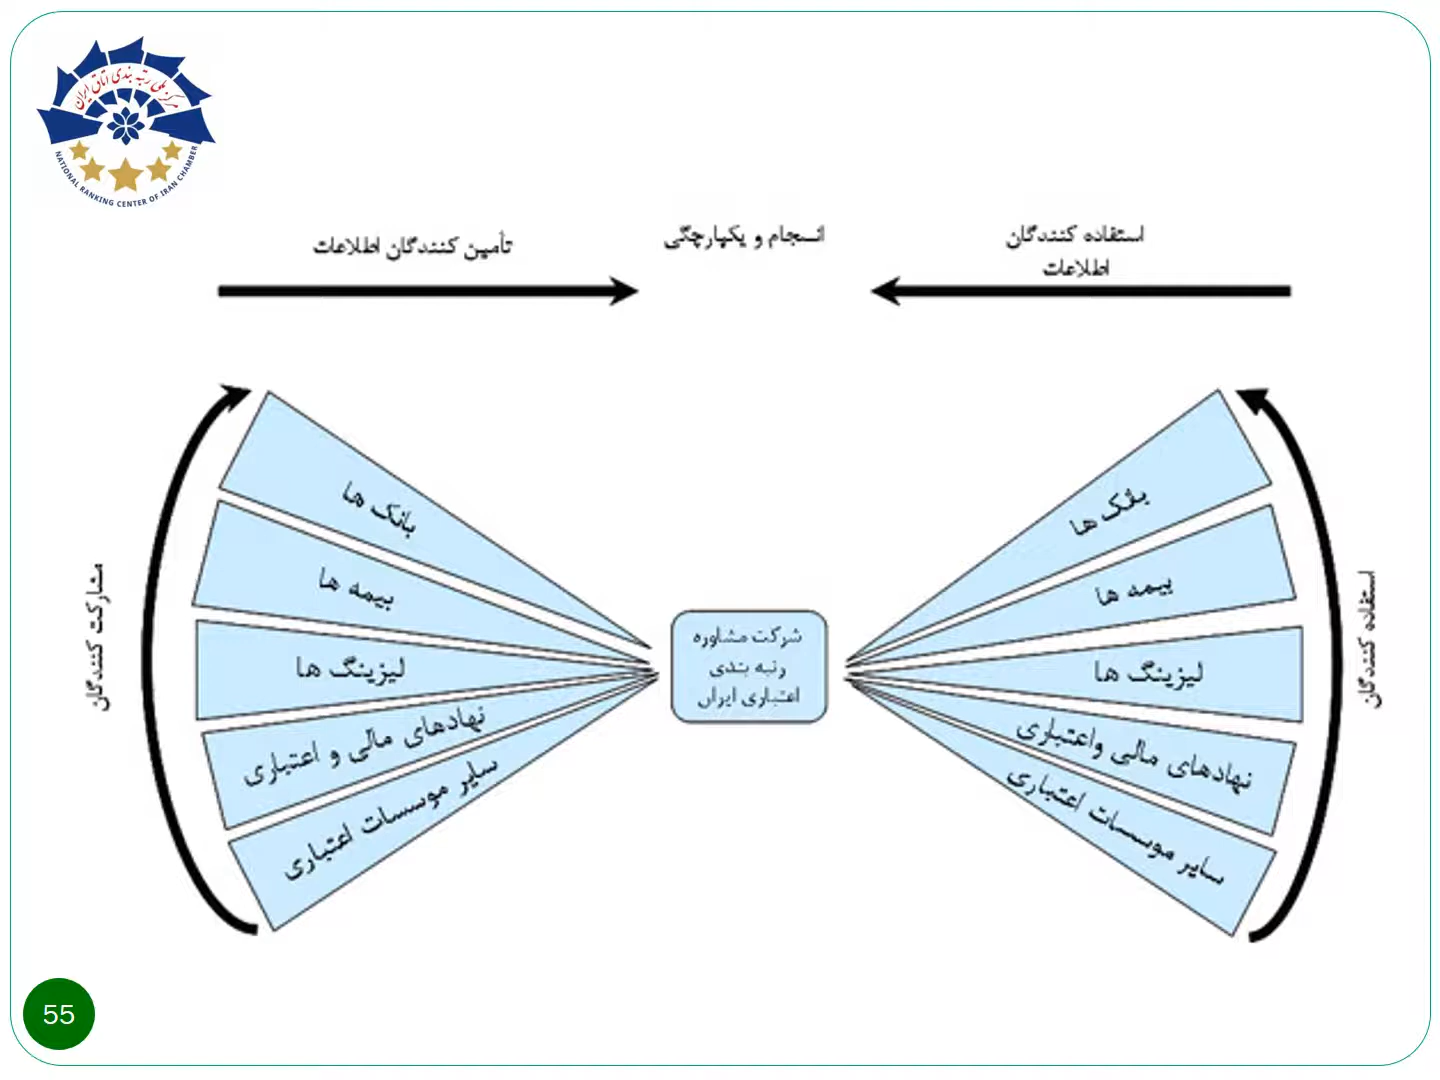 مرکز ملی رتبه بندی اتاق ایران
NATIONAL RANKING CENTER OF IRAN CHAMBER
استفاده کنندگان
اطلاعات
انسجام و یکپارچگی
تأمین کنندگان اطلاعات
استفاده کنندگان
بانک ها
بیمه ها
لیزینگ ها
نهادهای مالی واعتباری
سایر موسسات اعتباری
شرکت مشاوره
رتبه بندی
اعتباری ایران
بانک ها
بیمه ها
لیزینگ ها
نهادهای مالی و اعتباری
سایر موسسات اعتباری
مشارکت کنندگان
55